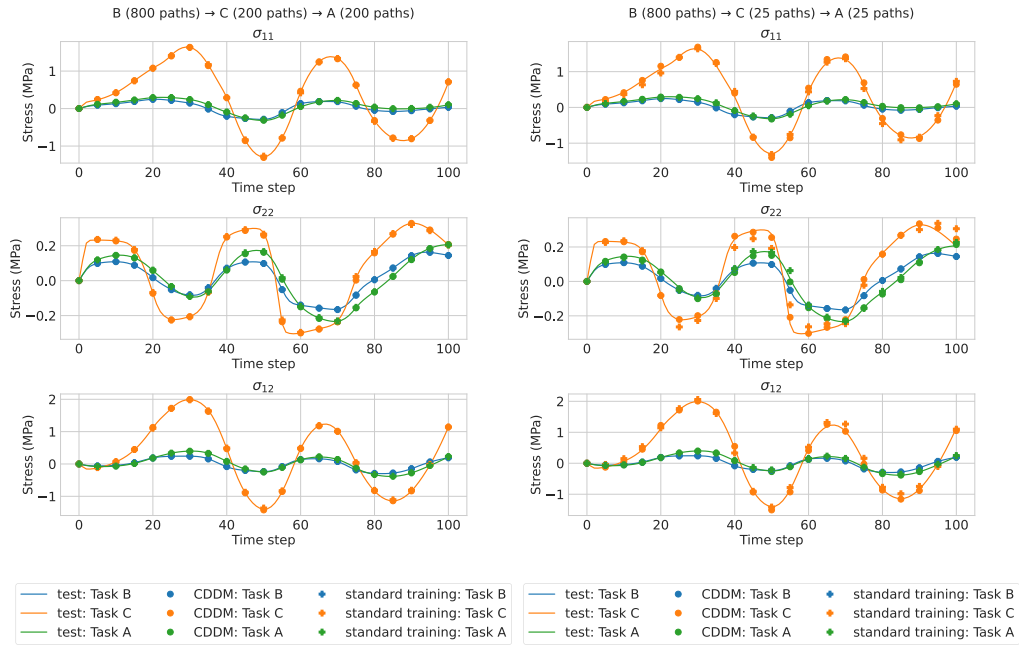 B (800 paths) → C (200 paths) → A (200 paths)
σ11
Stress (MPa)
1
0
−1
0 20 40 60 80 100
Time step
σ22
Stress (MPa)
0.2
0.0
−0.2
0 20 40 60 80 100
Time step
σ12
Stress (MPa)
2
1
0
−1
0 20 40 60 80 100
Time step
test: Task B CDDM: Task B standard training: Task B
test: Task C CDDM: Task C standard training: Task C
test: Task A CDDM: Task A standard training: Task A
B (800 paths) → C (25 paths) → A (25 paths)
σ11
Stress (MPa)
1
0
−1
0 20 40 60 80 100
Time step
σ22
Stress (MPa)
0.2
0.0
−0.2
0 20 40 60 80 100
Time step
σ12
Stress (MPa)
2
1
0
−1
0 20 40 60 80 100
Time step
test: Task B CDDM: Task B standard training: Task B
test: Task C CDDM: Task C standard training: Task C
test: Task A CDDM: Task A standard training: Task A